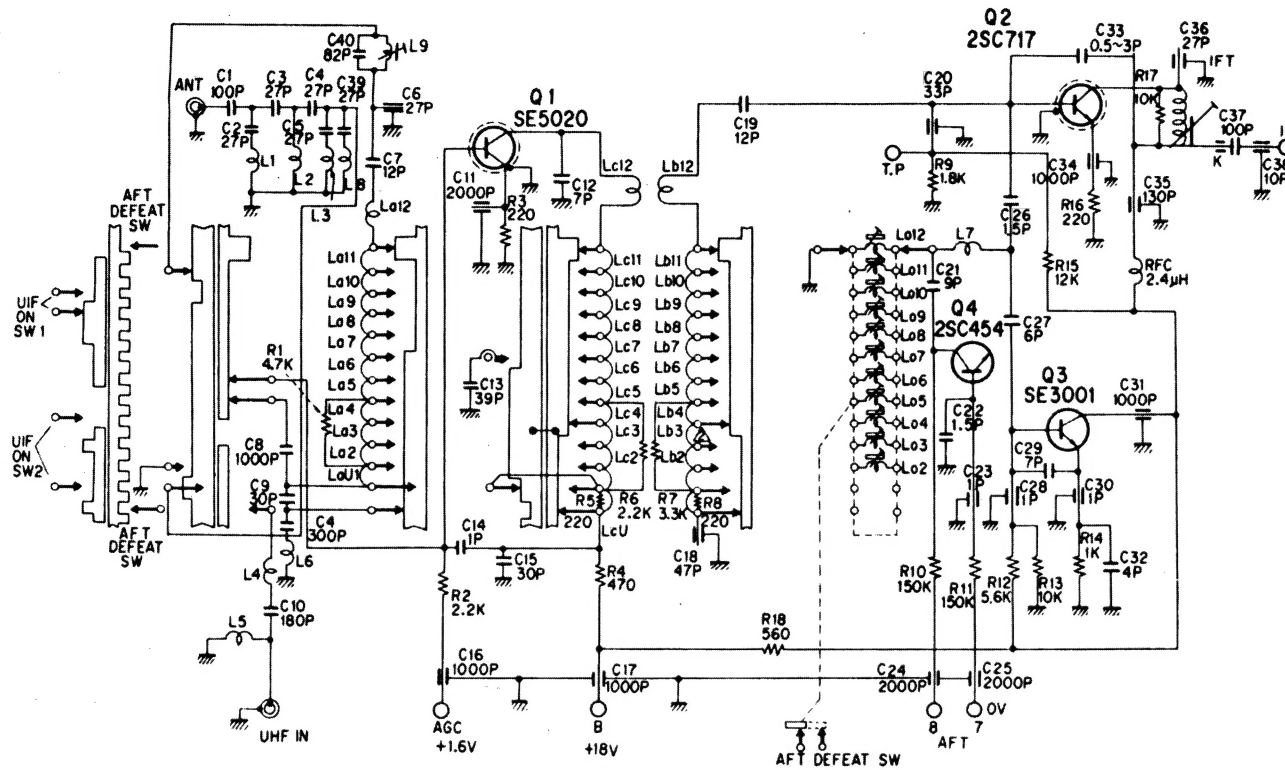 C40
82P
L9
ANT
C1
100P
C3
27P
C4
27P
C39
27P
C6
27P
C2
27P
C5
27P
L1
L2
L3
L8
C7
12P
La12
Q1
SE5020
C11
2000P
R3
220
C12
7P
Lc12
Lb12
C19
12P
Q2
2SC717
C20
33P
C33
0.5~3P
C36
27P
IFT
R17
10K
C37
100P
K
C38
10P
T.P
R9
1.8K
C34
1000P
R16
220
C35
130P
C26
1.5P
R15
12K
RFC
2.4μH
AFT
DEFEAT
SW
UIF
ON
SW1
UIF
ON
SW2
AFT
DEFEAT
SW
R1
4.7K
La11
La10
La9
La8
La7
La6
La5
La4
La3
La2
LaU1
C8
1000P
C9
30P
C4
300P
L6
L4
C10
180P
L5
UHF IN
C13
39P
Lc11
Lc10
Lc9
Lc8
Lc7
Lc6
Lc5
Lc4
Lc3
Lc2
R5
220
LcU
R6
2.2K
R7
3.3K
R8
220
Lb11
Lb10
Lb9
Lb8
Lb7
Lb6
Lb5
Lb4
Lb3
Lb2
C18
47P
C14
1P
C15
30P
R4
470
R2
2.2K
C16
1000P
C17
1000P
AGC
+1.6V
B
+18V
R18
560
Lo12
Lo11
Lo10
Lo9
Lo8
Lo7
Lo6
Lo5
Lo4
Lo3
Lo2
L7
C21
9P
Q4
2SC454
C27
6P
Q3
SE3001
C31
1000P
C22
1.5P
C23
1P
C29
7P
C28
1P
C30
1P
R14
1K
C32
4P
R10
150K
R11
150K
R12
5.6K
R13
10K
C24
2000P
C25
2000P
0V
8
7
AFT
AFT DEFEAT SW